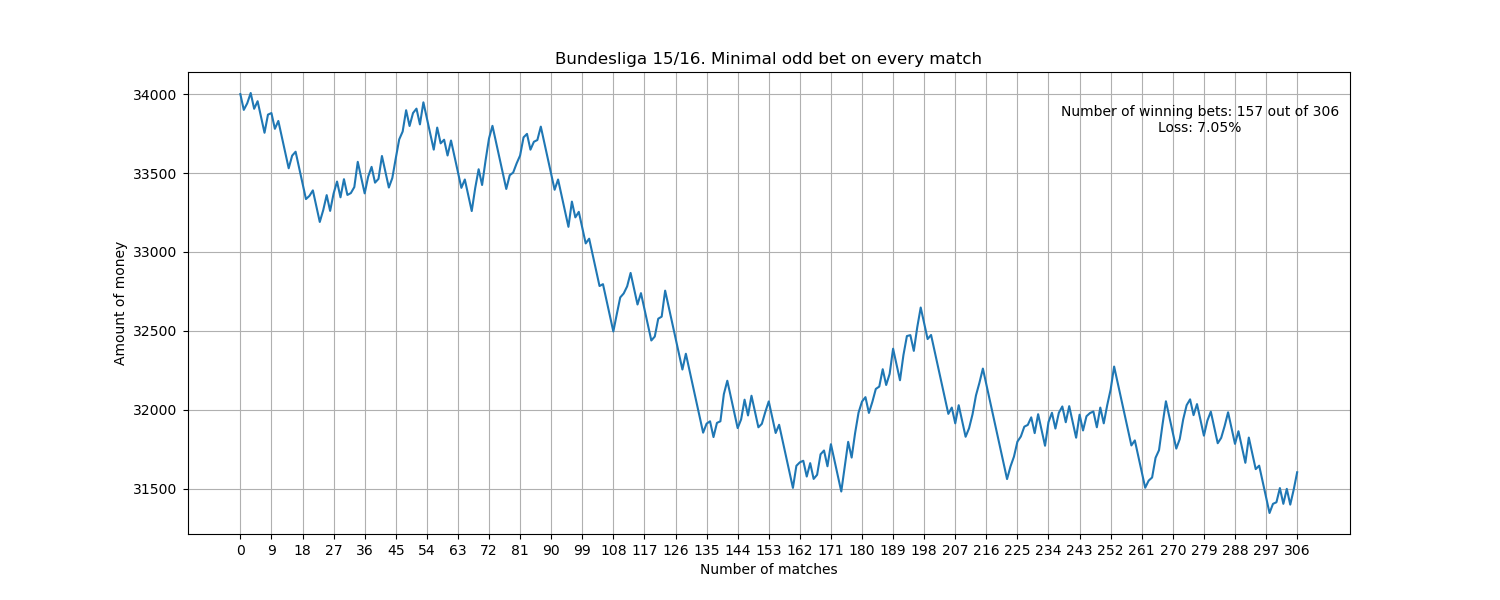 Bundesliga 15/16. Minimal odd bet on every match
Number of winning bets: 157 out of 306
Loss: 7.05%
Amount of money
34000
33500
33000
32500
32000
31500
0 9 18 27 36 45 54 63 72 81 90 99 108 117 126 135 144 153 162 171 180 189 198 207 216 225 234 243 252 261 270 279 288 297 306
Number of matches